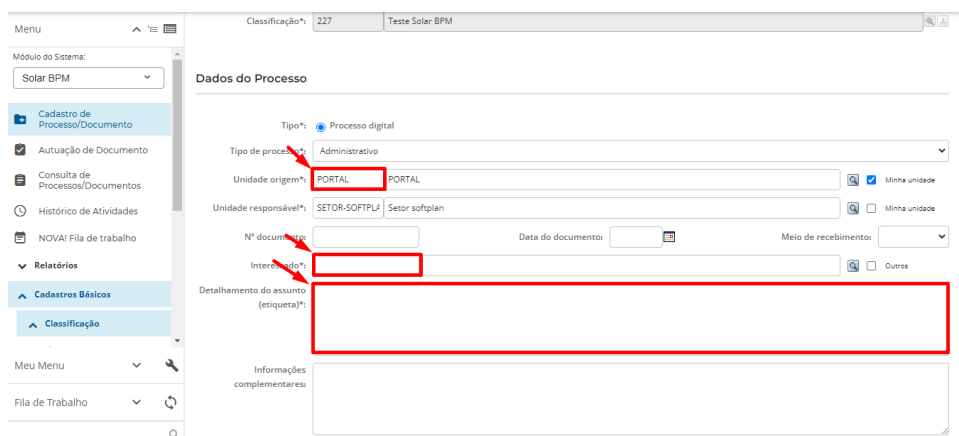 Menu
Módulo do Sistema:
Solar BPM
Cadastro de
Processo/Documento
Autuação de Documento
Consulta de
Processos/Documentos
Histórico de Atividades
NOVA! Fila de trabalho
Relatórios
Cadastros Básicos
Classificação
Meu Menu
Fila de Trabalho
Classificação*: 227 Teste Solar BPM
Dados do Processo
Tipo*: Processo digital
Tipo de processo*: Administrativo
Unidade origem*: PORTAL PORTAL Minha unidade
Unidade responsável*: SETOR-SOFTPLA Setor softplan Minha unidade
Nº documento: Data do documento: Meio de recebimento:
Interessado*: Outros
Detalhamento do assunto
(etiqueta)*:
Informações
complementares: